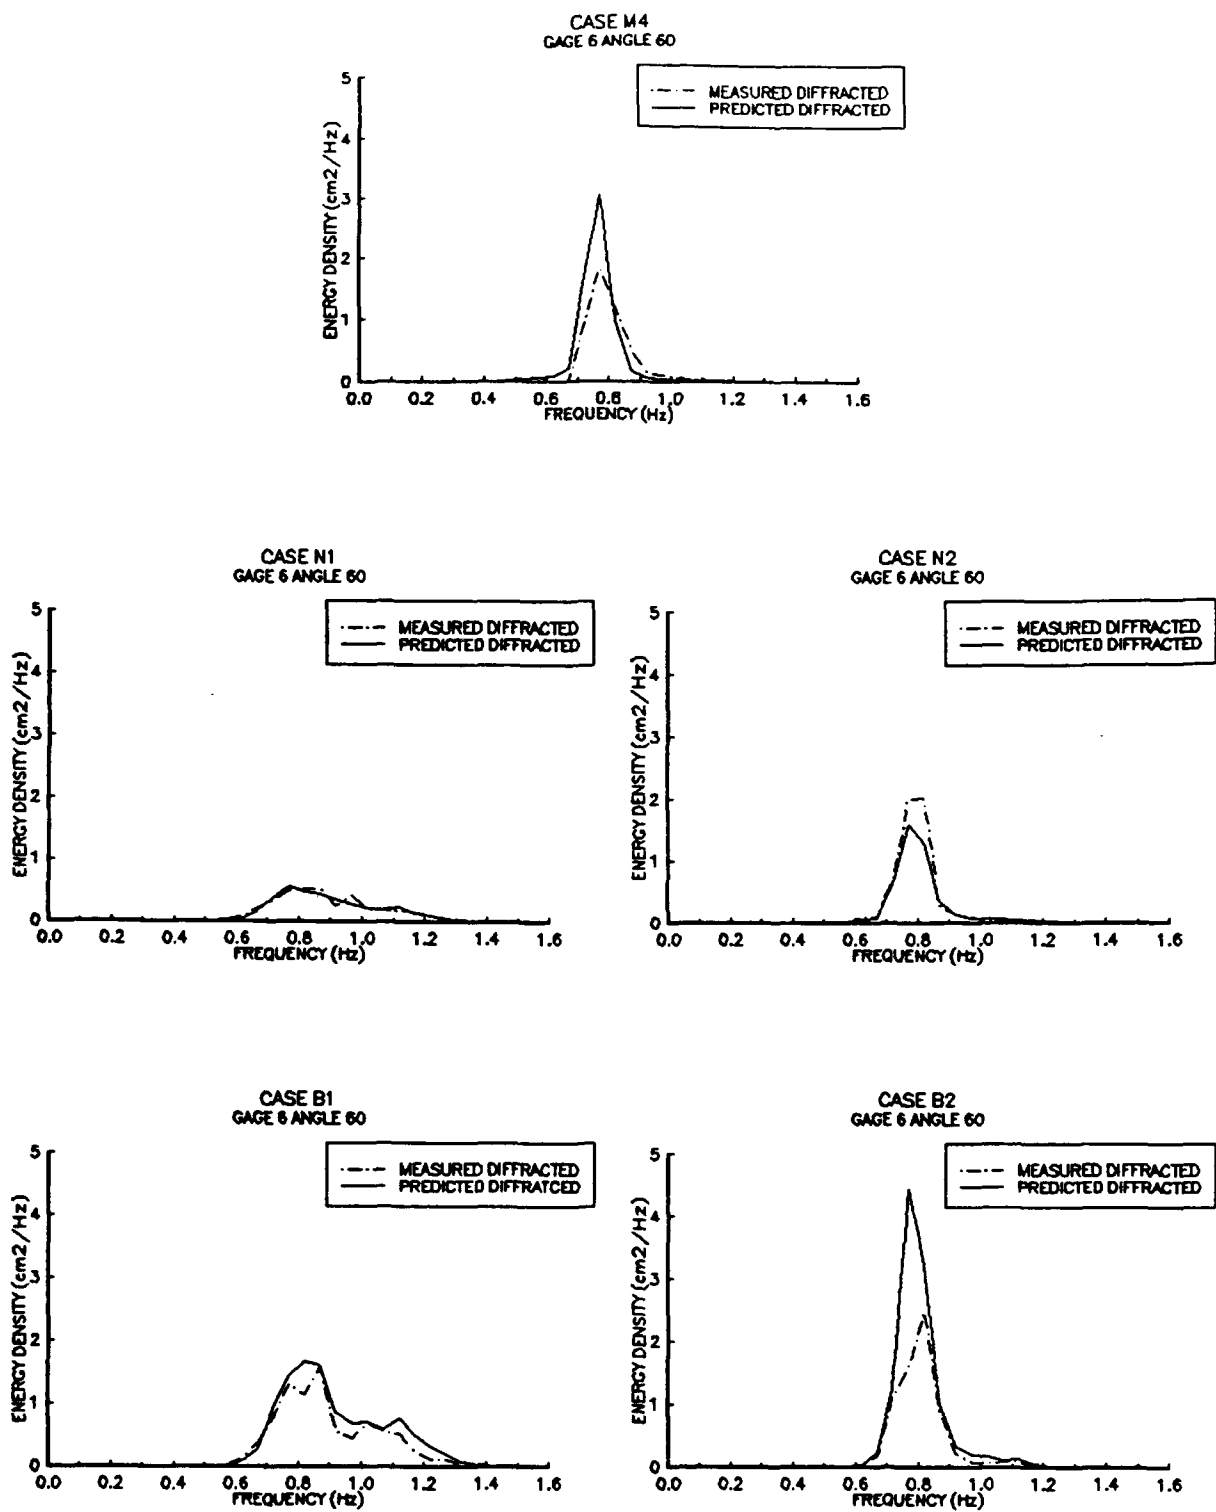 CASE M4
GAGE 6 ANGLE 60
MEASURED DIFFRACTED
PREDICTED DIFFRACTED
ENERGY DENSITY (cm2/Hz)
5
4
3
2
1
0
0.0 0.2 0.4 0.6 0.8 1.0 1.2 1.4 1.6
FREQUENCY (Hz)
CASE N1
GAGE 6 ANGLE 60
MEASURED DIFFRACTED
PREDICTED DIFFRACTED
ENERGY DENSITY (cm2/Hz)
5
4
3
2
1
0
0.0 0.2 0.4 0.6 0.8 1.0 1.2 1.4 1.6
FREQUENCY (Hz)
CASE N2
GAGE 6 ANGLE 60
MEASURED DIFFRACTED
PREDICTED DIFFRACTED
ENERGY DENSITY (cm2/Hz)
5
4
3
2
1
0
0.0 0.2 0.4 0.6 0.8 1.0 1.2 1.4 1.6
FREQUENCY (Hz)
CASE B1
GAGE 6 ANGLE 60
MEASURED DIFFRACTED
PREDICTED DIFFRATCED
ENERGY DENSITY (cm2/Hz)
5
4
3
2
1
0
0.0 0.2 0.4 0.6 0.8 1.0 1.2 1.4 1.6
FREQUENCY (Hz)
CASE B2
GAGE 6 ANGLE 60
MEASURED DIFFRACTED
PREDICTED DIFFRACTED
ENERGY DENSITY (cm2/Hz)
5
4
3
2
1
0
0.0 0.2 0.4 0.6 0.8 1.0 1.2 1.4 1.6
FREQUENCY (Hz)